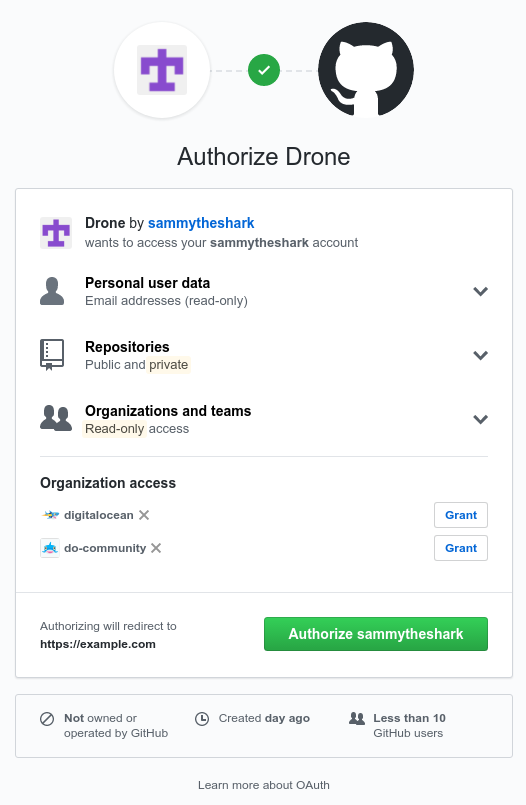 Authorize Drone
Drone by sammytheshark
wants to access your sammytheshark account
Personal user data
Email addresses (read-only)
Repositories
Public and private
Organizations and teams
Read-only access
Organization access
digitalocean
Grant
do-community
Grant
Authorizing will redirect to
https://example.com
Authorize sammytheshark
Not owned or
operated by GitHub
Created day ago
Less than 10
GitHub users
Learn more about OAuth